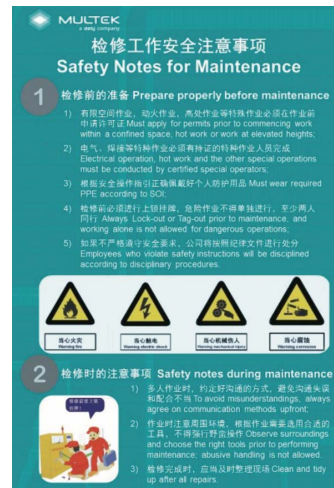 MULTEK
a dsbj company
检修工作安全注意事项
Safety Notes for Maintenance
1 检修前的准备 Prepare properly before maintenance
1) 有限空间作业、动火作业、高处作业等特殊作业必须在作业前
申请许可证 Must apply for permits prior to commencing work
within a confined space, hot work or work at elevated heights;
2) 电气、焊接等特种作业必须有持证的特种作业人员完成
Electrical operation, hot work and the other special operations
must be conducted by certified special operators;
3) 根据安全操作指引正确佩戴好个人防护用品 Must wear required
PPE according to SOI;
4) 检修前必须进行上锁挂牌，危险作业不得单独进行，至少两人
同行 Always Lock-out or Tag-out prior to maintenance, and
working alone is not allowed for dangerous operations;
5) 如果不严格遵守安全要求，公司将按照纪律文件进行处分
Employees who violate safety instructions will be disciplined
according to disciplinary procedures.
当心火灾 当心触电 当心机械伤人 当心腐蚀
Warning fire Warning electric shock Warning mechanical injury Warning corrosion
2 检修时的注意事项 Safety notes during maintenance
1) 多人作业时，约定好沟通的方式，避免沟通失误
和配合不当 To avoid misunderstandings, always
agree on communication methods upfront;
2) 作业时注意周围环境，根据作业需要选用合适的
工具，不得强行野蛮操作 Observe surroundings
and choose the right tools prior to performing
maintenance; abusive handling is not allowed.
3) 检修完成时，应当及时整理现场 Clean and tidy
up after all repairs.